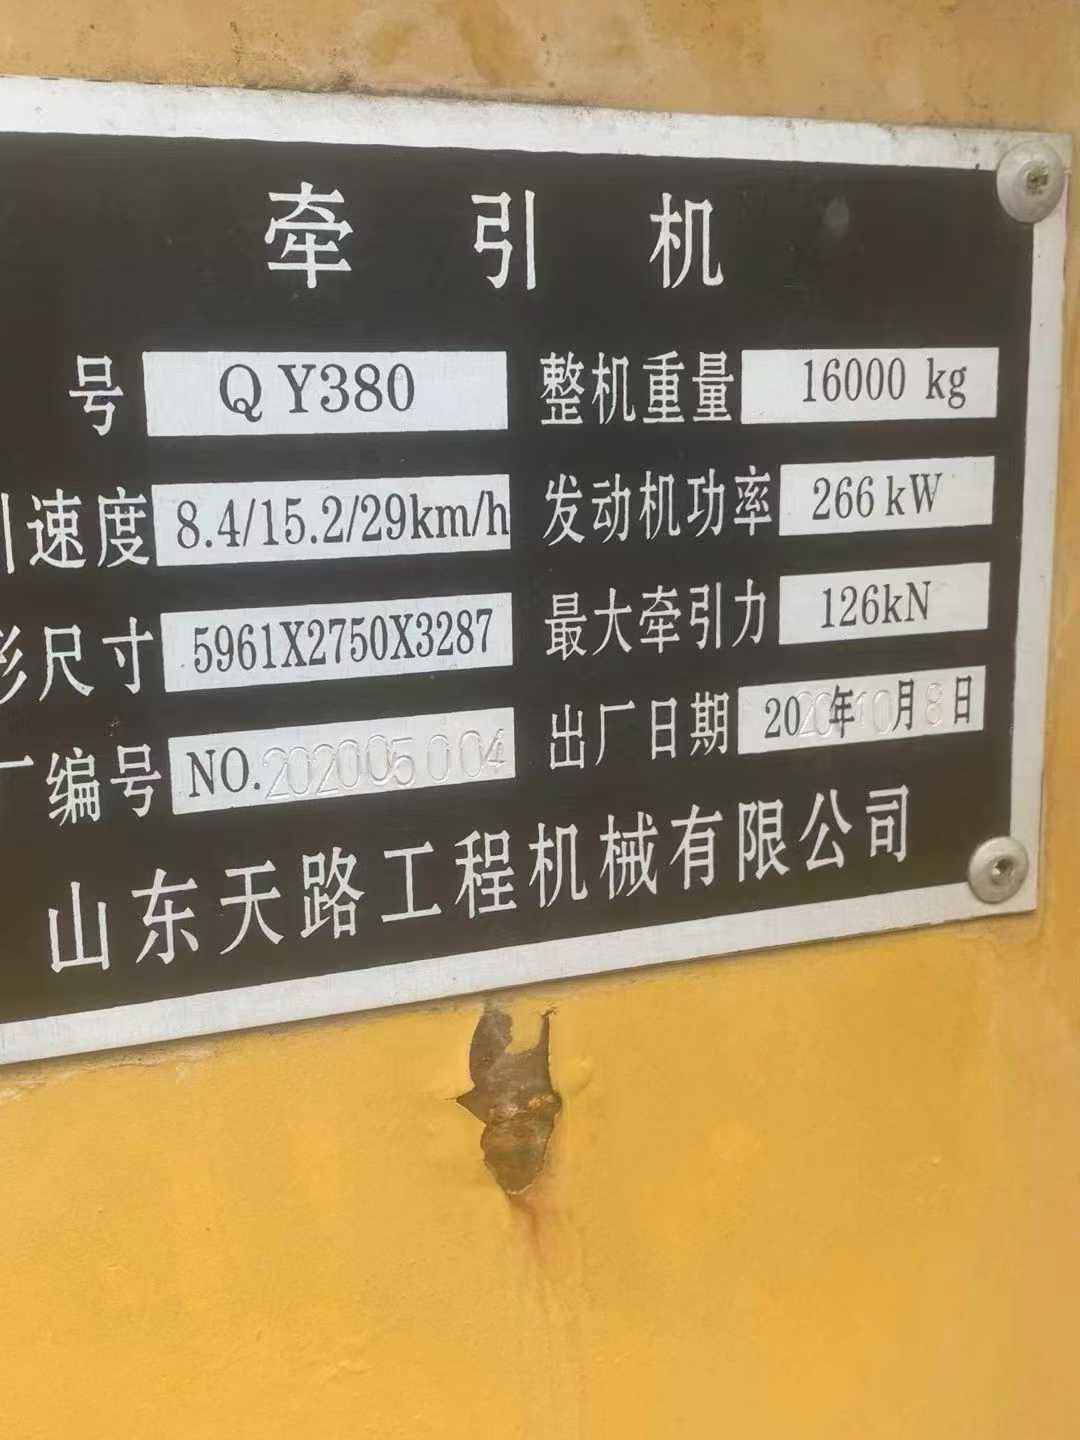 牵引机
号 QY380 整机重量 16000 kg
引速度 8.4/15.2/29km/h 发动机功率 266kW
形尺寸 5961X2750X3287 最大牵引力 126kN
编号 NO.202005004 出厂日期 2020年10月8日
山东天路工程机械有限公司